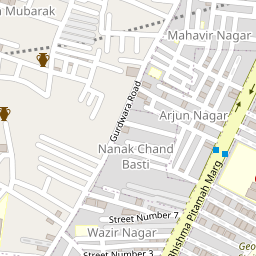 Mubarak
Mahavir Nagar
Gurdwara Road
Arjun Nagar
Nanak Chand
Basti
Bhishma Pitamah Marg
Street Number 7
Wazir Nagar
Street Number 3
Geo